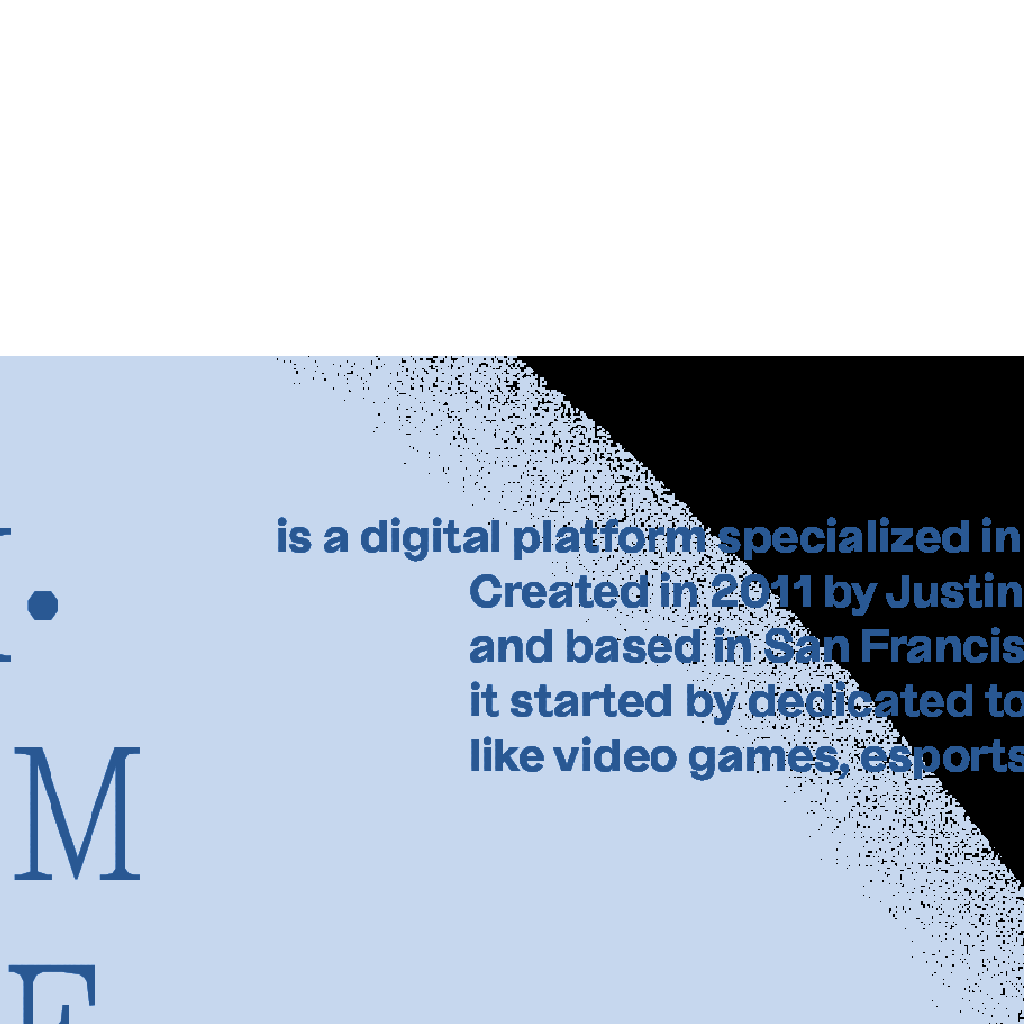 is a digital platform specialized in
Created in 2011 by Justin
and based in San Francis
it started by dedicated to
like video games, esports
M